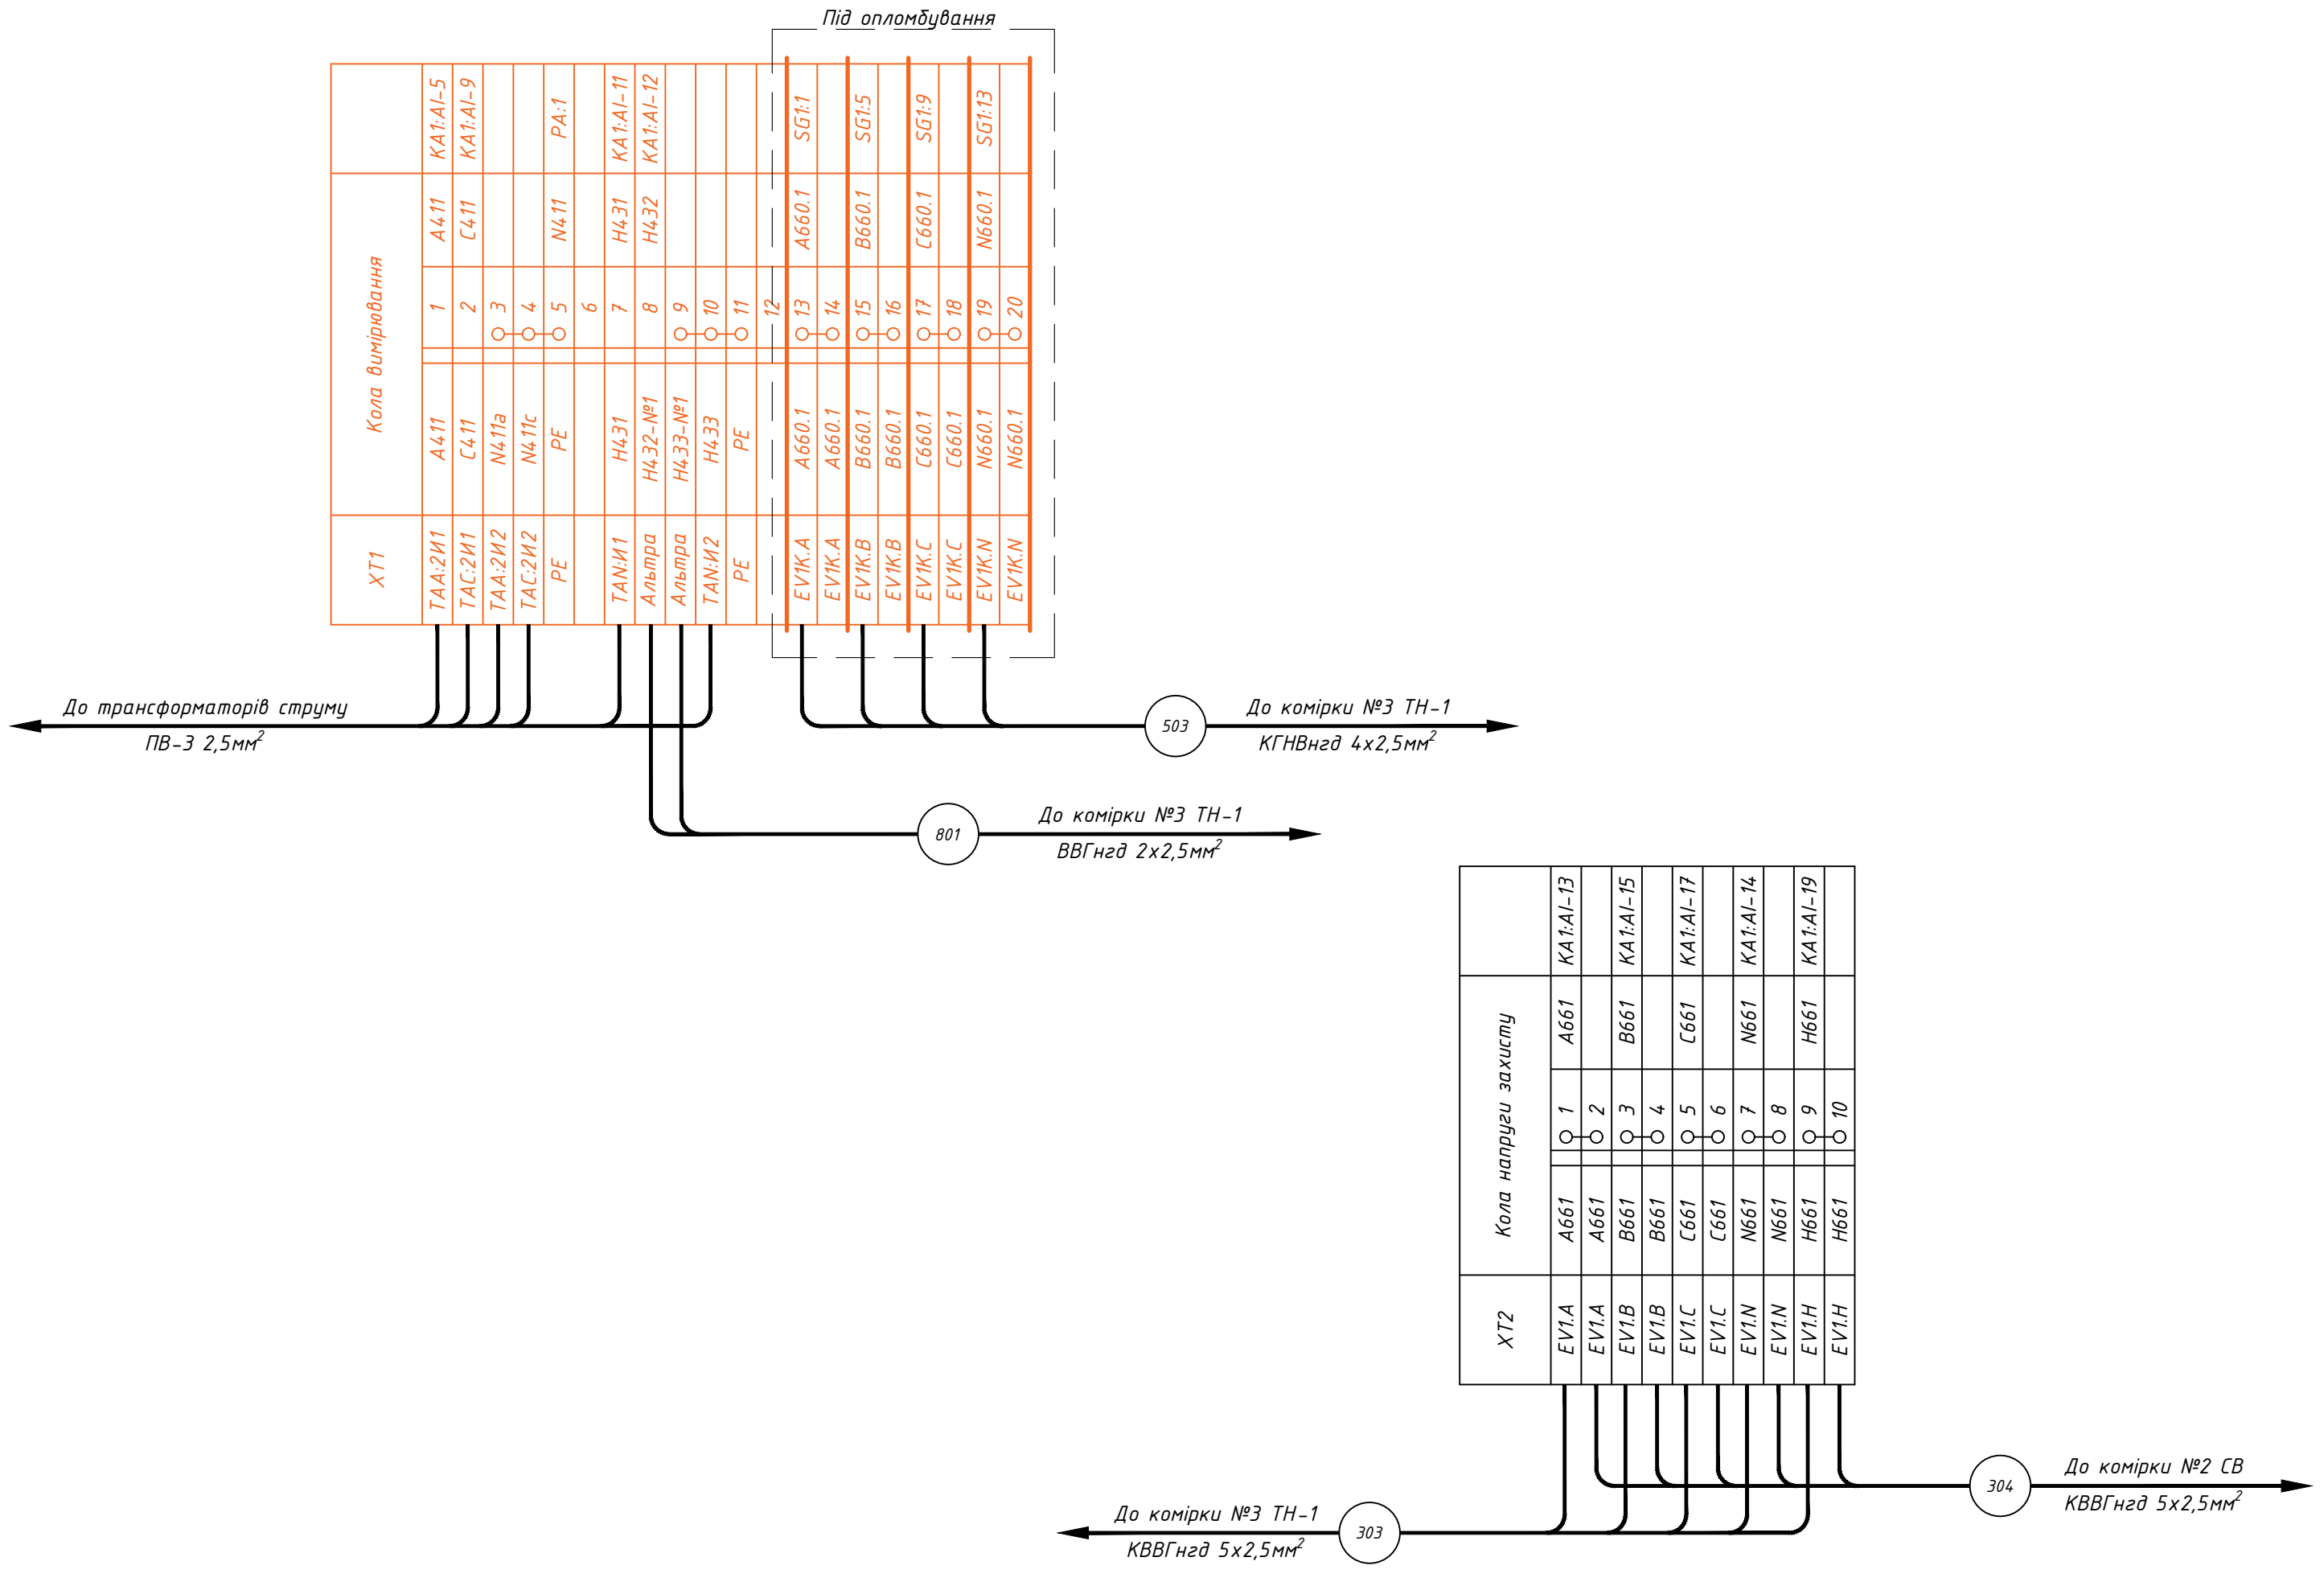 Під опломбування
KA1:AI-5
KA1:AI-9
PA:1
KA1:AI-11
KA1:AI-12
SG1:1
SG1:5
SG1:9
SG1:13
Кола вимірювання
A411
C411
N411
H431
H432
A660.1
B660.1
C660.1
N660.1
1
2
3
4
5
6
7
8
9
10
11
12
13
14
15
16
17
18
19
20
A411
C411
N411a
N411c
PE
H431
H432-№1
H433-№1
H433
PE
A660.1
A660.1
B660.1
B660.1
C660.1
C660.1
N660.1
N660.1
XT1
TAA:2И1
TAC:2И1
TAA:2И2
TAC:2И2
PE
TAN:И1
Альтра
Альтра
TAN:И2
PE
EV1K.A
EV1K.A
EV1K.B
EV1K.B
EV1K.C
EV1K.C
EV1K.N
EV1K.N
До трансформаторів струму
ПВ-3 2,5мм²
503
До комірки №3 ТН-1
КГНВнгд 4х2,5мм²
801
До комірки №3 ТН-1
ВВГнгд 2х2,5мм²
KA1:AI-13
KA1:AI-15
KA1:AI-17
KA1:AI-14
KA1:AI-19
Кола напруги захисту
A661
B661
C661
N661
H661
1
2
3
4
5
6
7
8
9
10
A661
A661
B661
B661
C661
C661
N661
N661
H661
H661
XT2
EV1.A
EV1.A
EV1.B
EV1.B
EV1.C
EV1.C
EV1.N
EV1.N
EV1.H
EV1.H
304
До комірки №2 СВ
КВВГнгд 5х2,5мм²
До комірки №3 ТН-1
КВВГнгд 5х2,5мм²
303